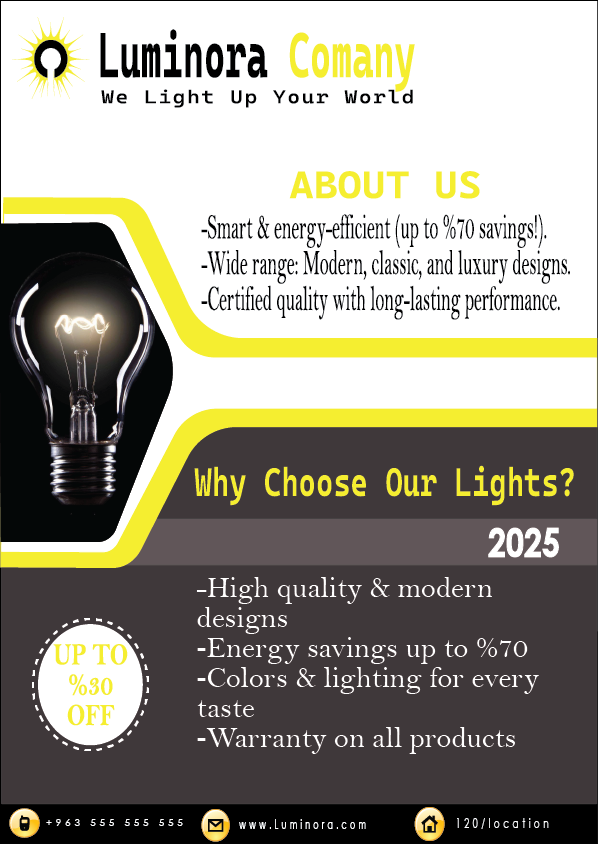 Luminora Comany
We Light Up Your World
ABOUT US
-Smart & energy-efficient (up to %70 savings!).
-Wide range: Modern, classic, and luxury designs.
-Certified quality with long-lasting performance.
Why Choose Our Lights?
2025
-High quality & modern
designs
-Energy savings up to %70
-Colors & lighting for every
taste
-Warranty on all products
UP TO
%30
OFF
+963 555 555 555
www.Luminora.com
120/location